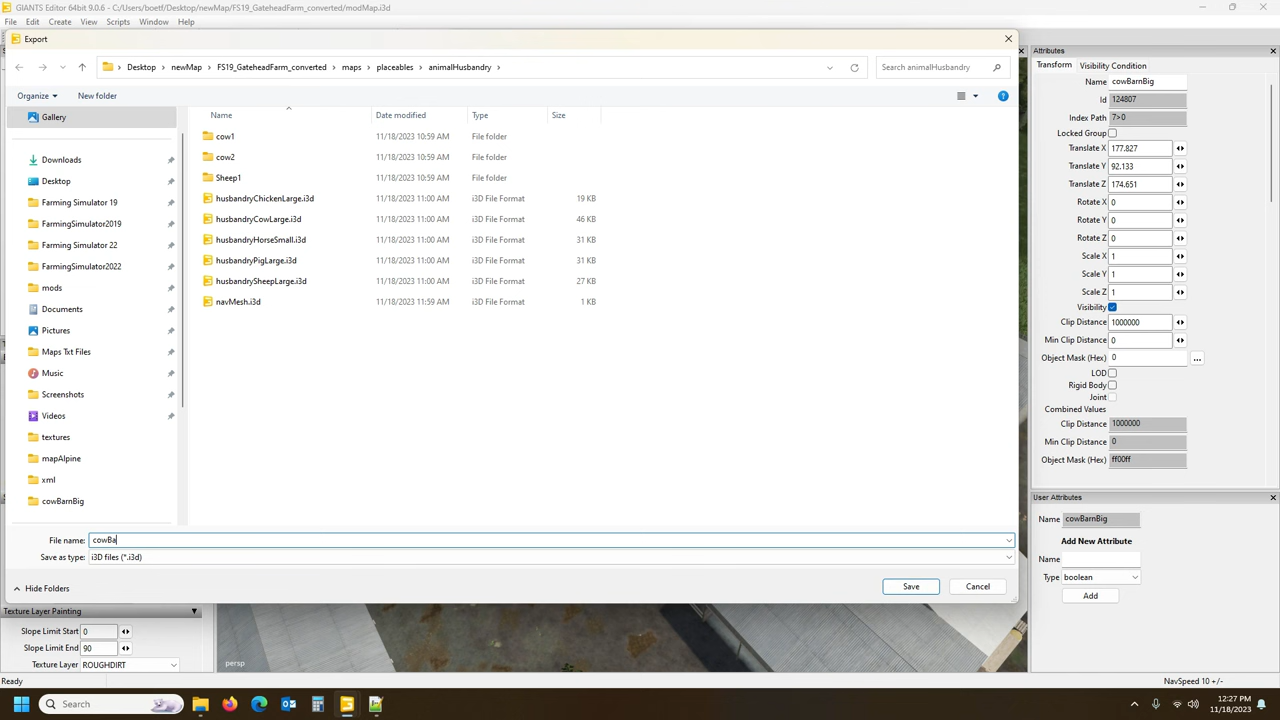 GIANTS Editor 64bit 9.0.6 - C:/Users/boetf/Desktop/newMap/FS19_GateheadFarm_converted/modMap.i3d
File Edit Create View Scripts Window Help
Export
Desktop > newMap > FS19_GateheadFarm_converted > maps > placeables > animalHusbandry >
Search animalHusbandry
Organize New folder
Gallery
Downloads
Desktop
Farming Simulator 19
FarmingSimulator2019
Farming Simulator 22
FarmingSimulator2022
mods
Documents
Pictures
Maps Txt Files
Music
Screenshots
Videos
textures
mapAlpine
xml
cowBarnBig
Name Date modified Type Size
cow1 11/18/2023 10:59 AM File folder
cow2 11/18/2023 10:59 AM File folder
Sheep1 11/18/2023 10:59 AM File folder
husbandryChickenLarge.i3d 11/18/2023 11:00 AM i3D File Format 19 KB
husbandryCowLarge.i3d 11/18/2023 11:00 AM i3D File Format 46 KB
husbandryHorseSmall.i3d 11/18/2023 11:00 AM i3D File Format 31 KB
husbandryPigLarge.i3d 11/18/2023 11:00 AM i3D File Format 31 KB
husbandrySheepLarge.i3d 11/18/2023 11:00 AM i3D File Format 27 KB
navMesh.i3d 11/18/2023 11:59 AM i3D File Format 1 KB
File name: cowBa
Save as type: i3D files (*.i3d)
Hide Folders
Save Cancel
Attributes
Transform Visibility Condition
Name cowBarnBig
Id 124807
Index Path 7>0
Locked Group
Translate X 177.827
Translate Y 92.133
Translate Z 174.651
Rotate X 0
Rotate Y 0
Rotate Z 0
Scale X 1
Scale Y 1
Scale Z 1
Visibility
Clip Distance 1000000
Min Clip Distance 0
Object Mask (Hex) 0 ...
LOD
Rigid Body
Joint
Combined Values
Clip Distance 1000000
Min Clip Distance 0
Object Mask (Hex) ff00ff
User Attributes
Name cowBarnBig
Add New Attribute
Name
Type boolean
Add
Texture Layer Painting
Slope Limit Start 0
Slope Limit End 90
Texture Layer ROUGHDIRT
persp
Ready
NavSpeed 10 +/-
Search
12:27 PM
11/18/2023